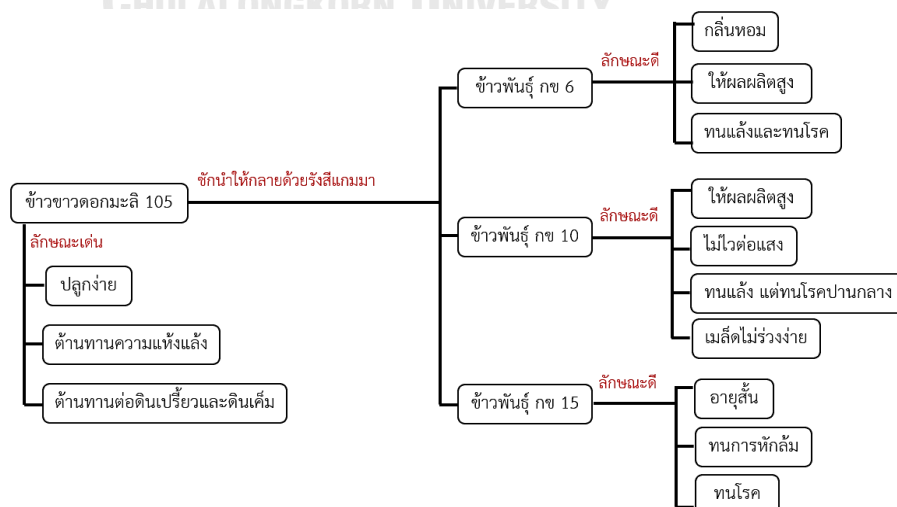 CHULALONGKORN UNIVERSITY
ข้าวขาวดอกมะลิ 105
ลักษณะเด่น
ปลูกง่าย
ต้านทานความแห้งแล้ง
ต้านทานต่อดินเปรี้ยวและดินเค็ม
ชักนำให้กลายด้วยรังสีแกมมา
ข้าวพันธุ์ กข 6
ลักษณะดี
กลิ่นหอม
ให้ผลผลิตสูง
ทนแล้งและทนโรค
ข้าวพันธุ์ กข 10
ลักษณะดี
ให้ผลผลิตสูง
ไม่ไวต่อแสง
ทนแล้ง แต่ทนโรคปานกลาง
เมล็ดไม่ร่วงง่าย
ข้าวพันธุ์ กข 15
ลักษณะดี
อายุสั้น
ทนการหักล้ม
ทนโรค